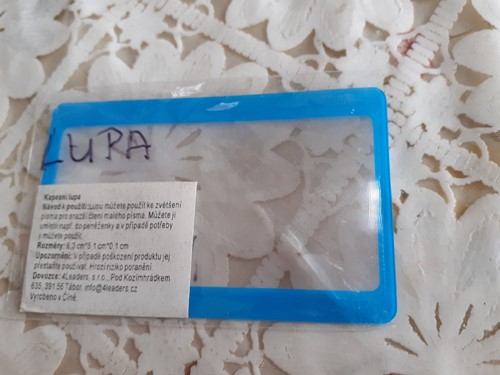 LUPA
Kapesní lupa
Návod k použití: Lupu můžete použít ke zvětšení
písma pro snazší čtení malého písma. Můžete ji
umístit např. do peněženky a v případě potřeby
ji můžete použít.
Rozměry: 8,3 cm*5,1 cm*0,1 cm
Upozornění: V případě poškození produktu jej
přestaňte používat. Hrozí riziko poranění
Dovozce: 4Leaders, s.r.o., Pod Kozímhrádkem
635, 391 56 Tábor, info@4leaders.cz
Vyrobeno v Číně.